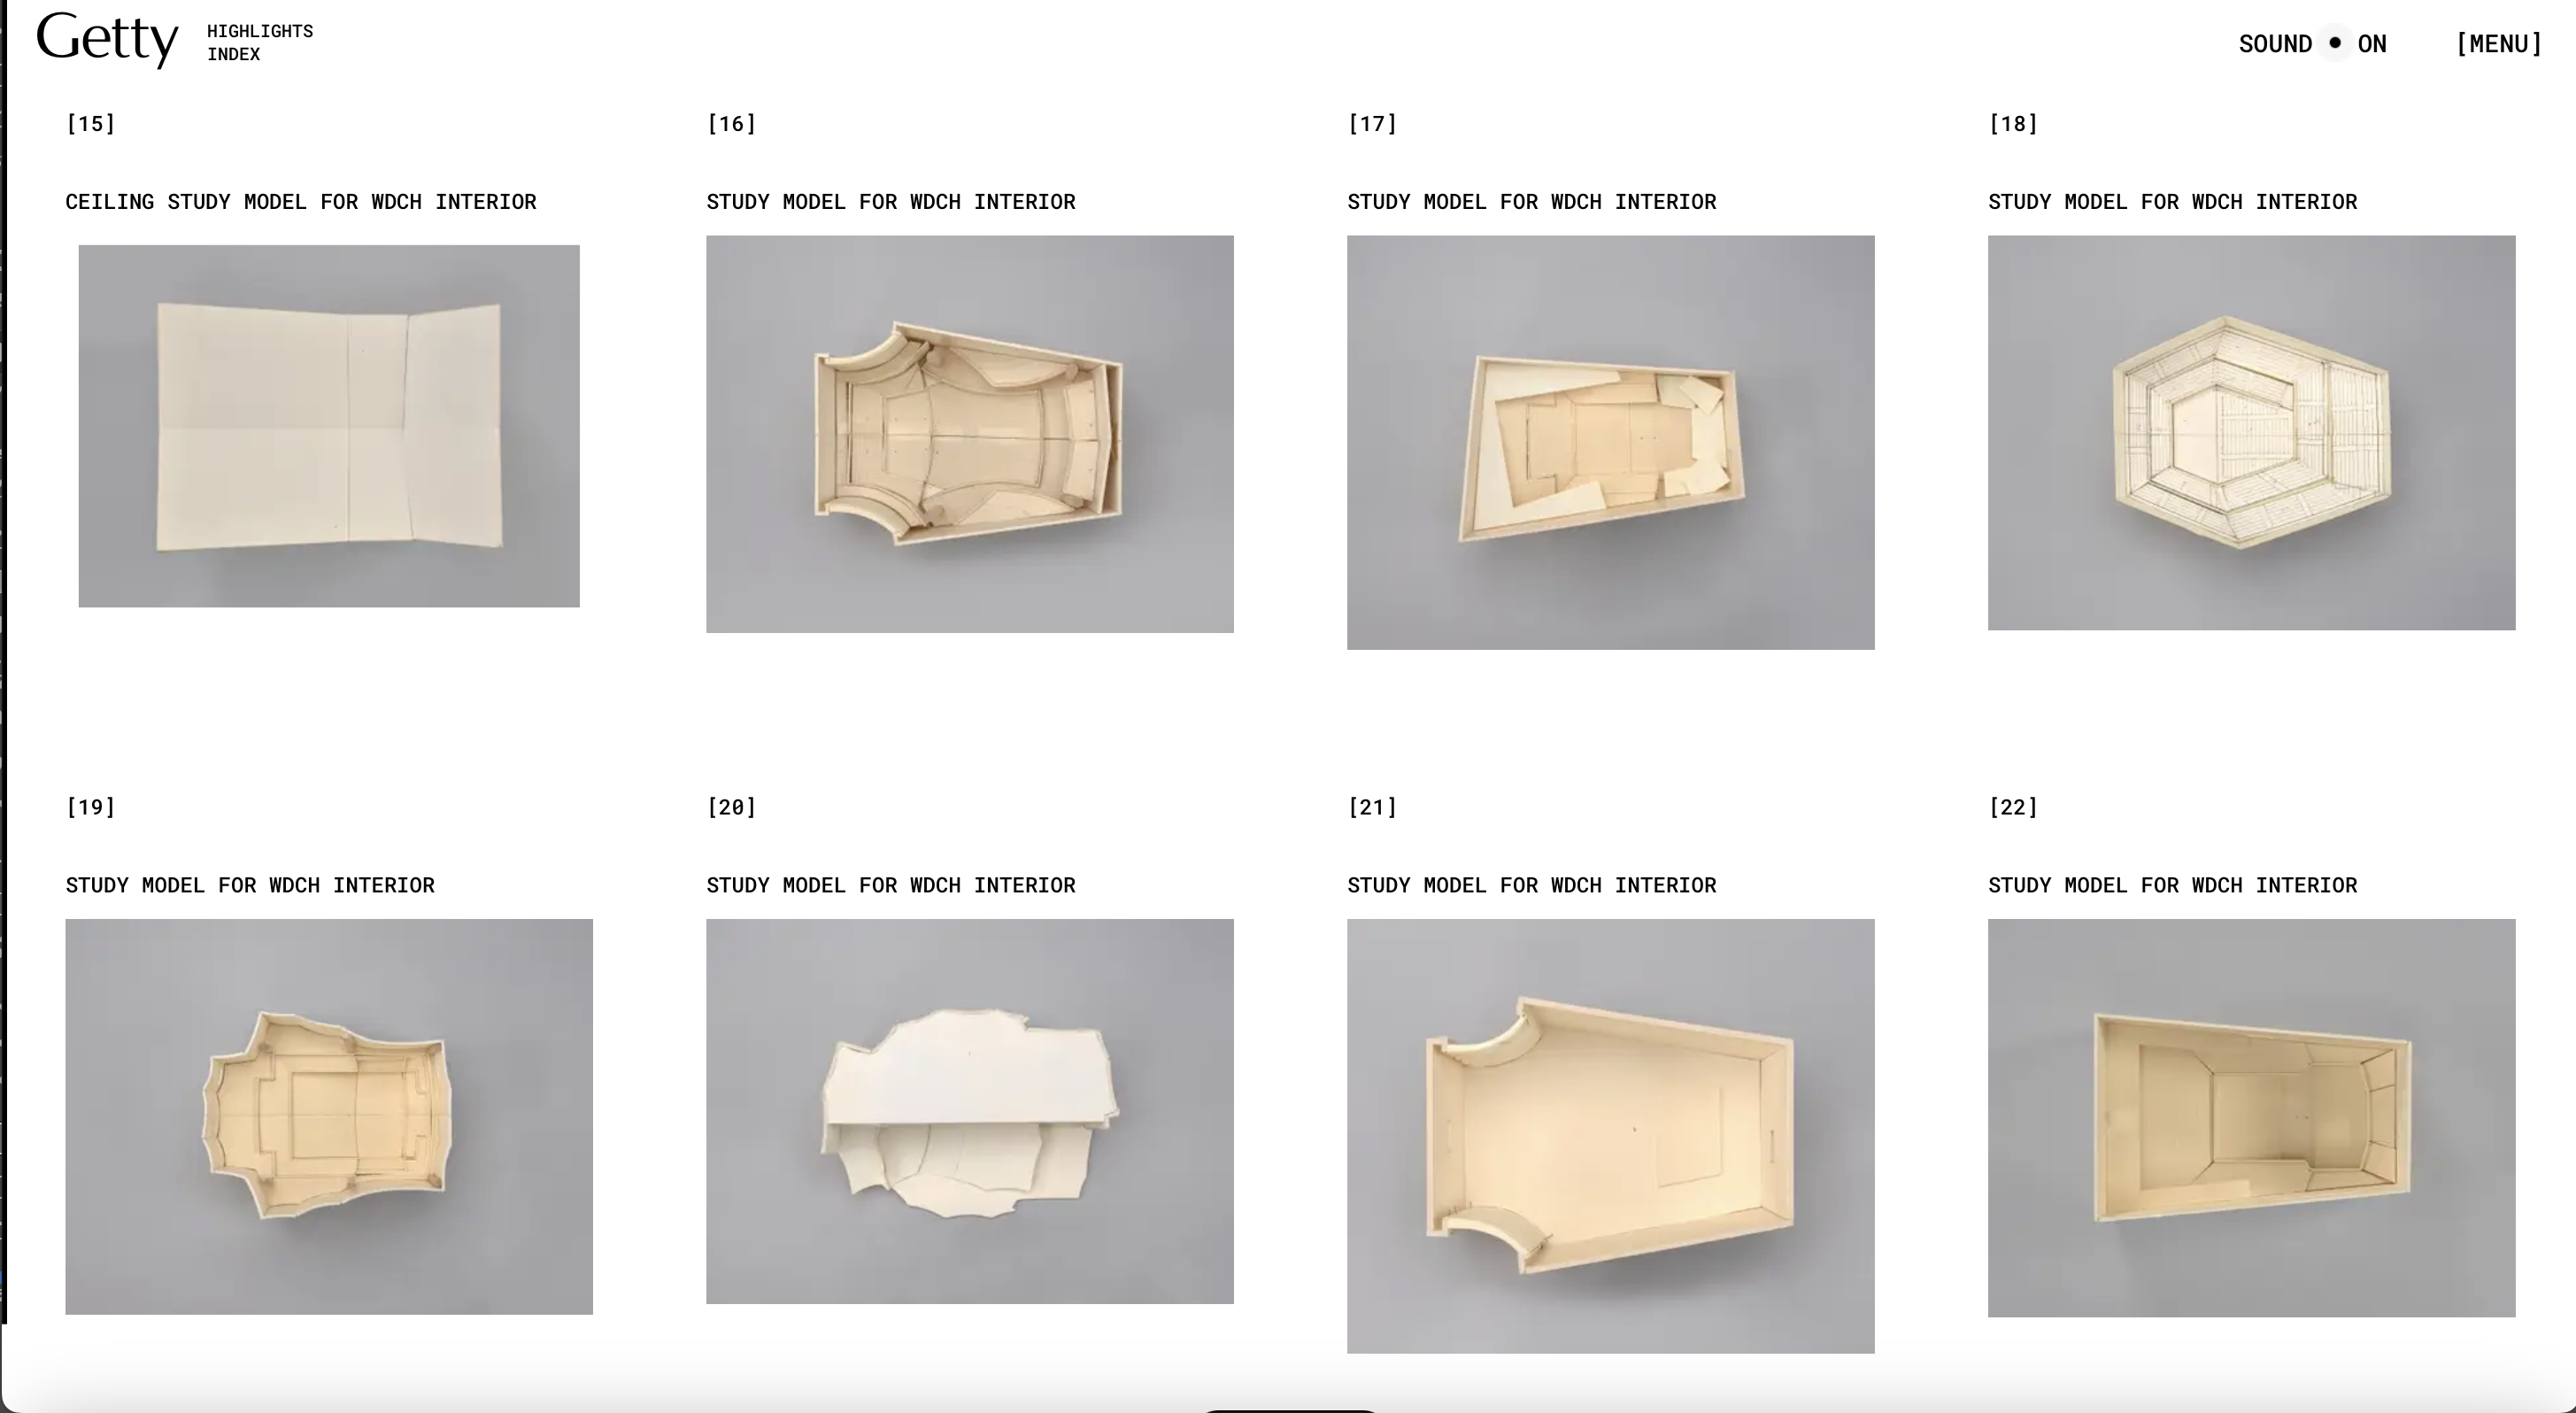 Getty
HIGHLIGHTS
INDEX
SOUND ON
[MENU]
[15]
CEILING STUDY MODEL FOR WDCH INTERIOR
[16]
STUDY MODEL FOR WDCH INTERIOR
[17]
STUDY MODEL FOR WDCH INTERIOR
[18]
STUDY MODEL FOR WDCH INTERIOR
[19]
STUDY MODEL FOR WDCH INTERIOR
[20]
STUDY MODEL FOR WDCH INTERIOR
[21]
STUDY MODEL FOR WDCH INTERIOR
[22]
STUDY MODEL FOR WDCH INTERIOR